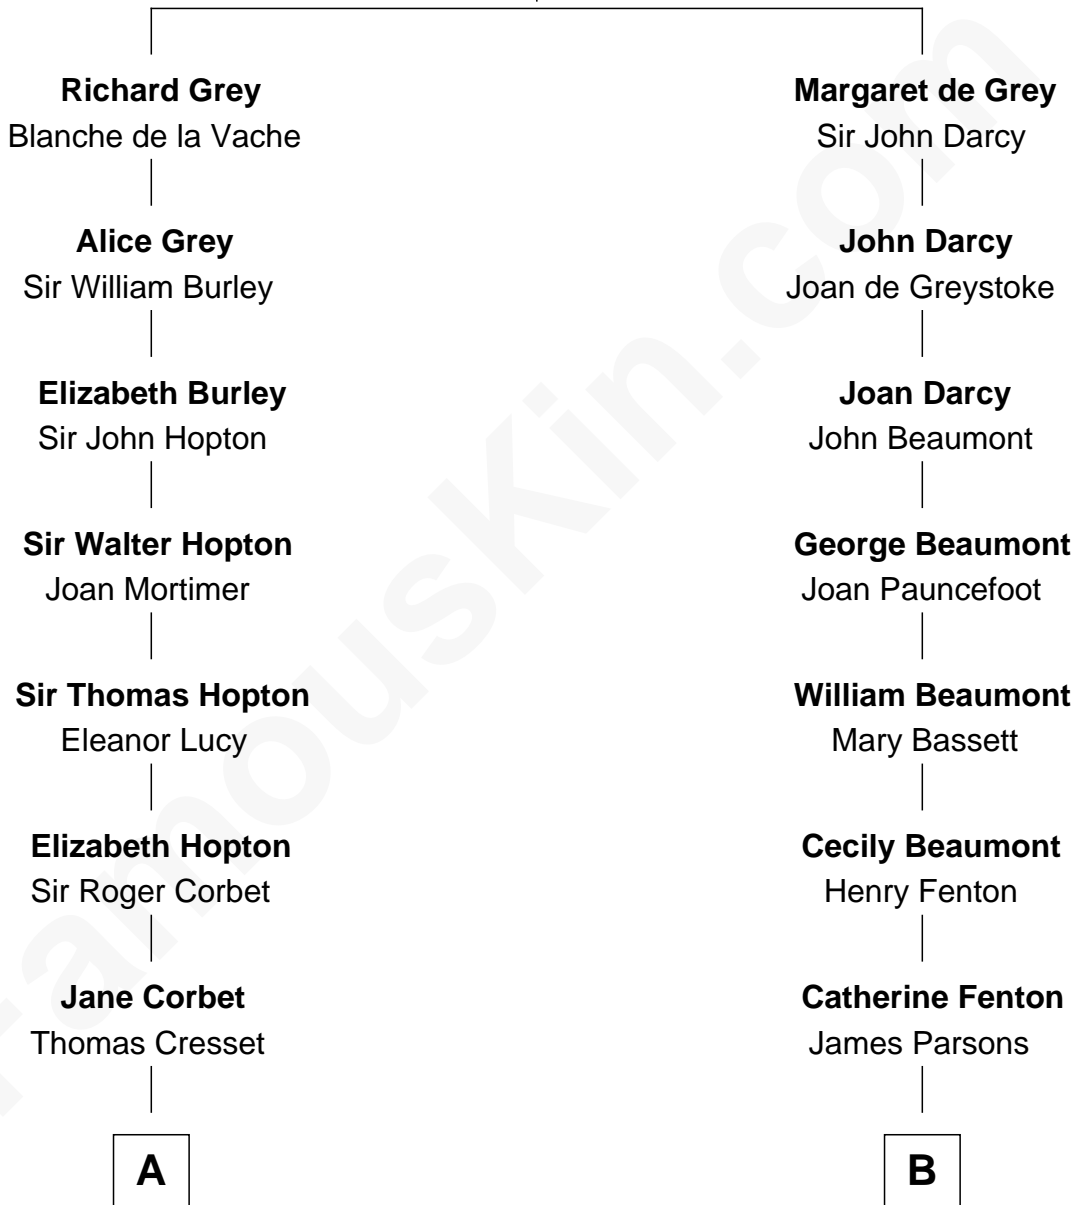 Richard Grey
Blanche de la Vache
Alice Grey
Sir William Burley
Elizabeth Burley
Sir John Hopton
Sir Walter Hopton
Joan Mortimer
Sir Thomas Hopton
Eleanor Lucy
Elizabeth Hopton
Sir Roger Corbet
Jane Corbet
Thomas Cresset
A
Margaret de Grey
Sir John Darcy
John Darcy
Joan de Greystoke
Joan Darcy
John Beaumont
George Beaumont
Joan Pauncefoot
William Beaumont
Mary Bassett
Cecily Beaumont
Henry Fenton
Catherine Fenton
James Parsons
B
FamousKin.com